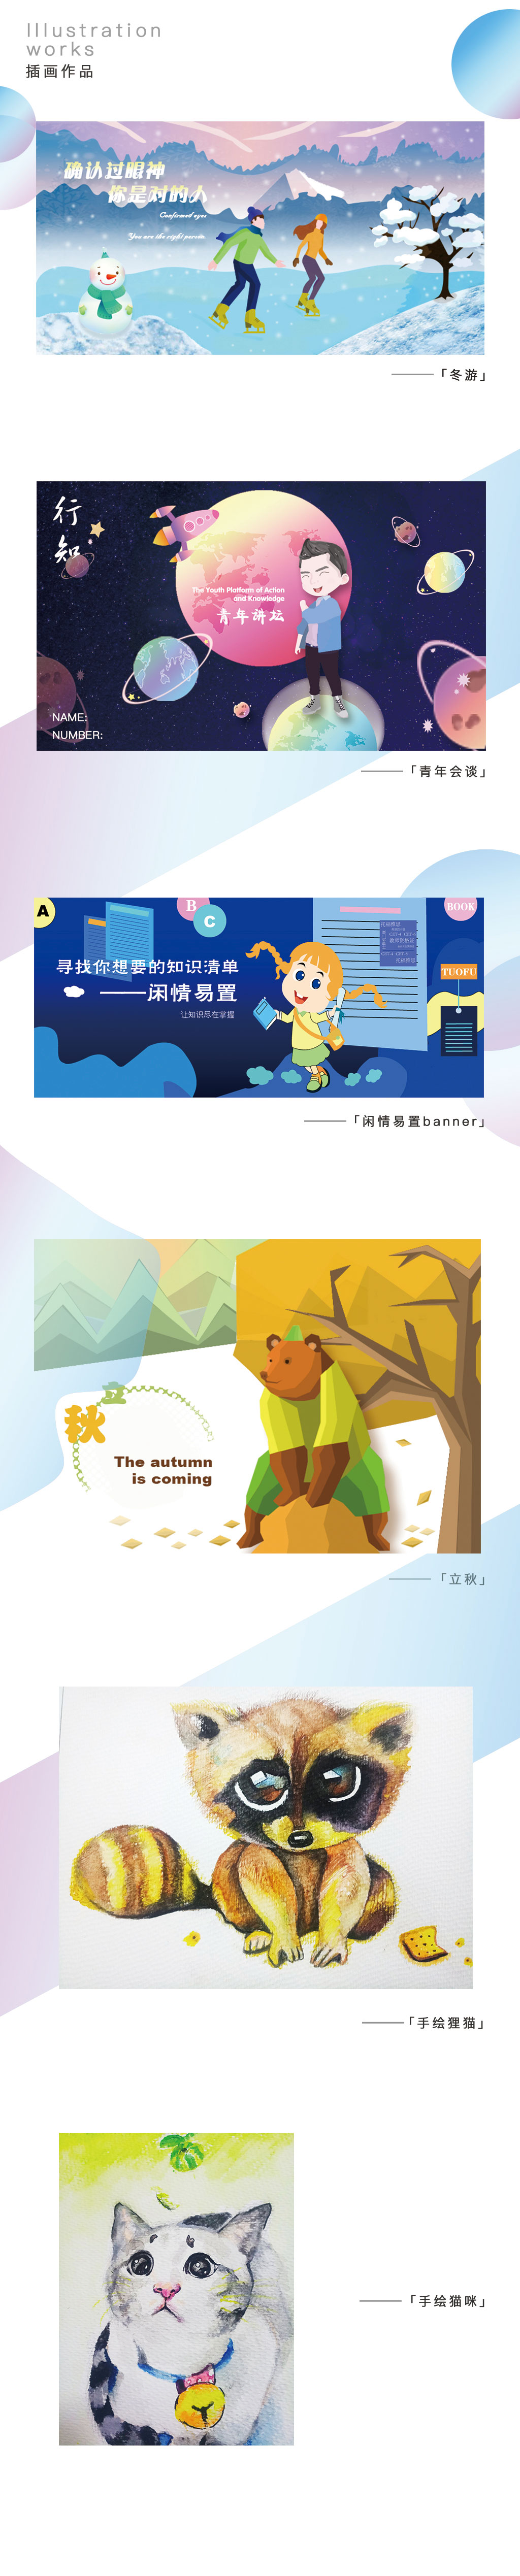 Illustration
works
插画作品
确认过眼神
你是对的人
Confirmed eyes
You are the right person.
——「冬游」
行
知
The Youth Platform of Action
and Knowledge
青年讲坛
NAME:
NUMBER:
——「青年会谈」
A
B
C
BOOK
寻找你想要的知识清单
——闲情易置
让知识尽在掌握
TUOFU
——「闲情易置banner」
立
秋
The autumn
is coming
——「立秋」
——「手绘狸猫」
——「手绘猫咪」